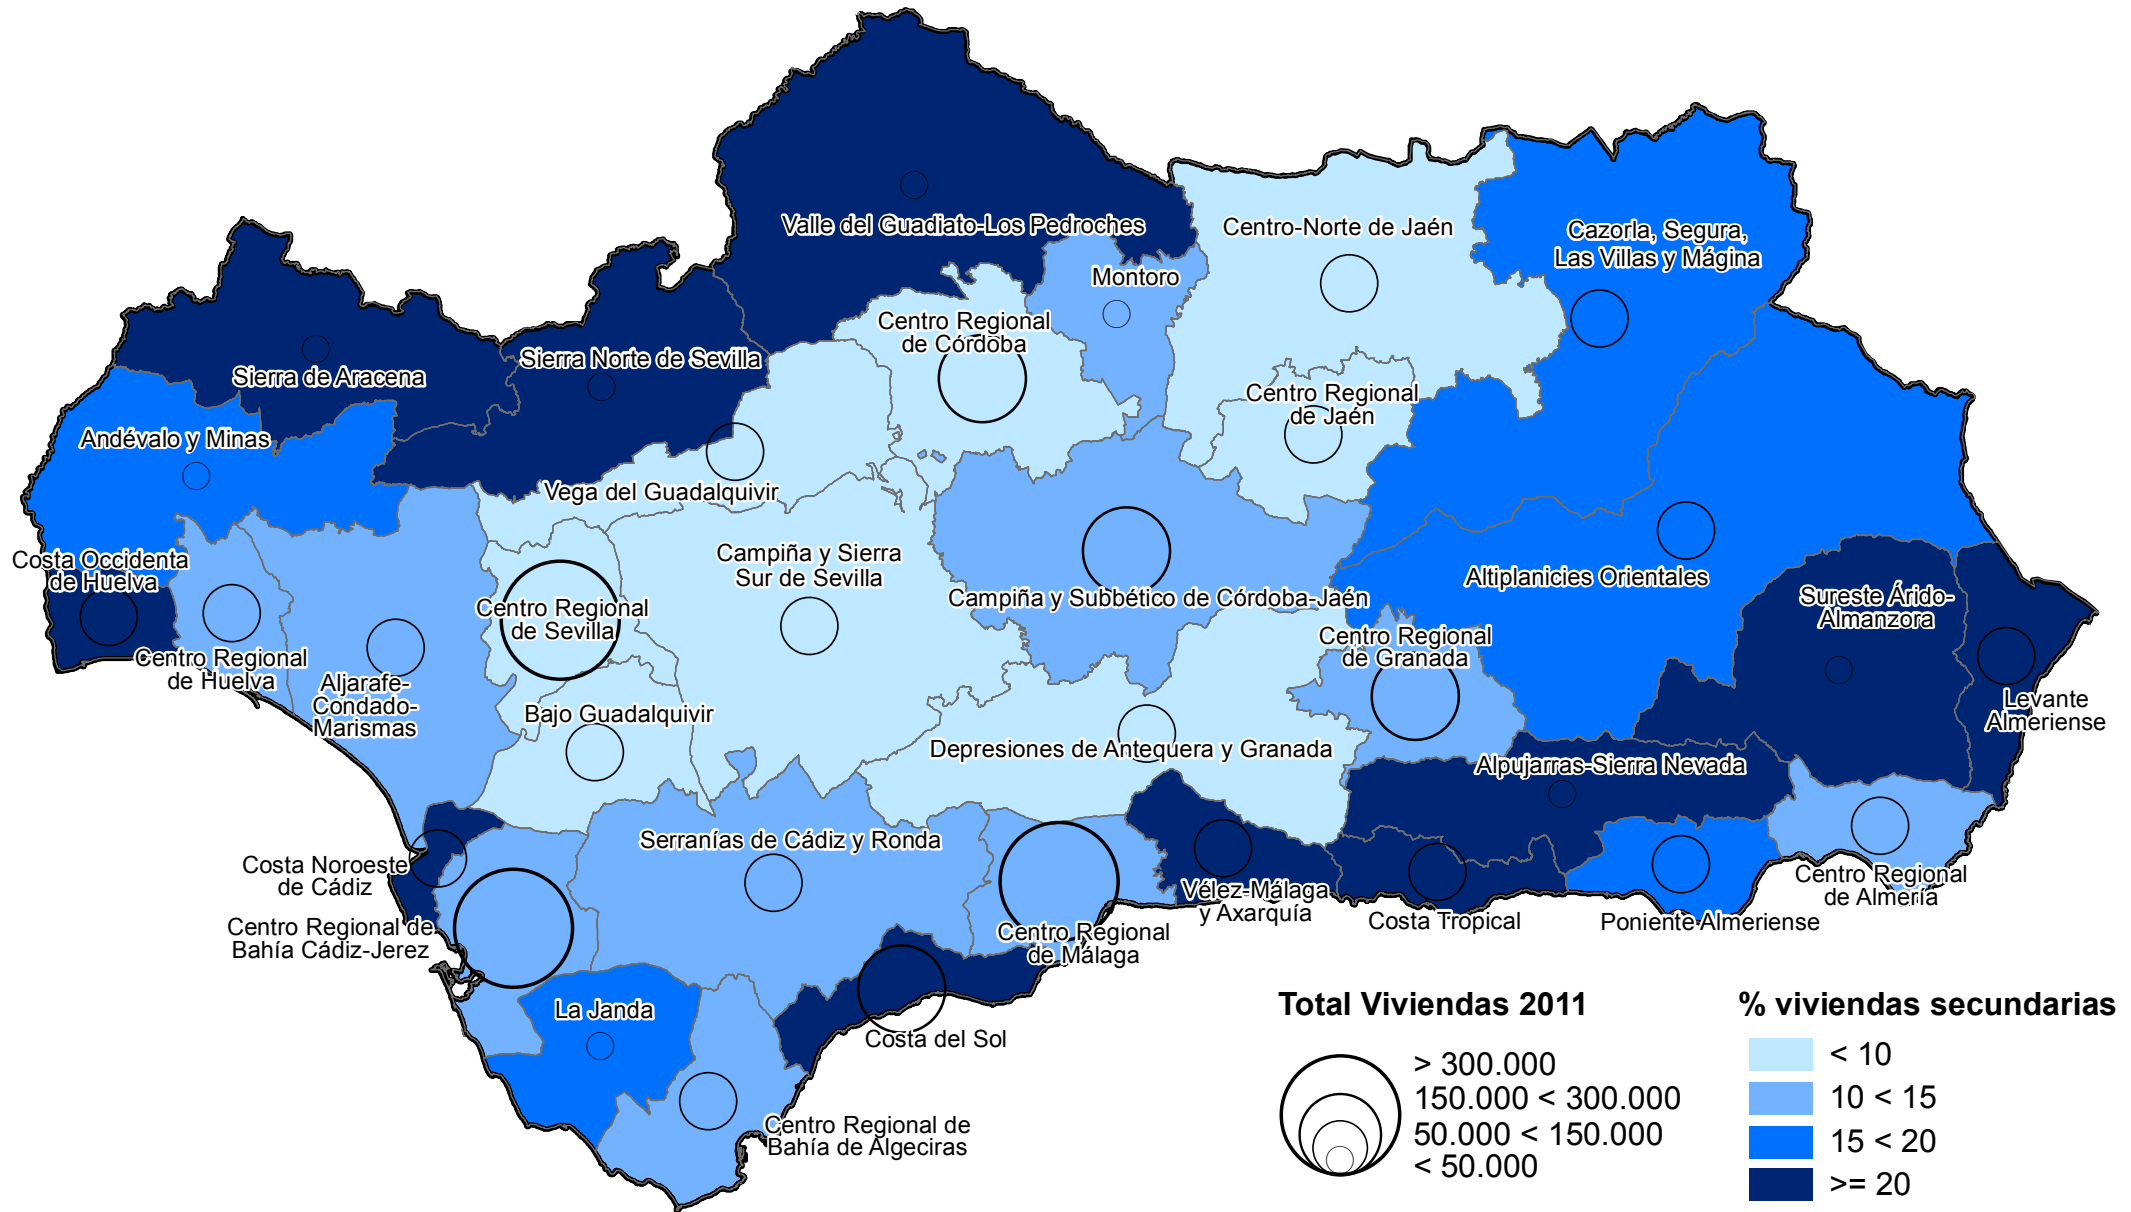 Valle del Guadiato-Los Pedroches
Centro-Norte de Jaén
Cazorla, Segura,
Las Villas y Mágina
Montoro
Centro Regional
de Córdoba
Sierra Norte de Sevilla
Sierra de Aracena
Centro Regional
de Jaén
Andévalo y Minas
Vega del Guadalquivir
Costa Occidenta
de Huelva
Campiña y Sierra
Sur de Sevilla
Altiplanicies Orientales
Campiña y Subbético de Córdoba-Jaén
Sureste Árido-
Almanzora
Centro Regional
de Sevilla
Centro Regional
de Granada
Centro Regional
de Huelva
Aljarafe-
Condado-
Marismas
Bajo Guadalquivir
Levante
Almeriense
Depresiones de Antequera y Granada
Alpujarras-Sierra Nevada
Serranías de Cádiz y Ronda
Costa Noroeste
de Cádiz
Vélez-Málaga
y Axarquía
Centro Regional
de Almería
Costa Tropical
Poniente Almeriense
Centro Regional de
Bahía Cádiz-Jerez
Centro Regional
de Málaga
La Janda
Costa del Sol
Centro Regional de
Bahía de Algeciras
Total Viviendas 2011
> 300.000
150.000 < 300.000
50.000 < 150.000
< 50.000
% viviendas secundarias
< 10
10 < 15
15 < 20
>= 20